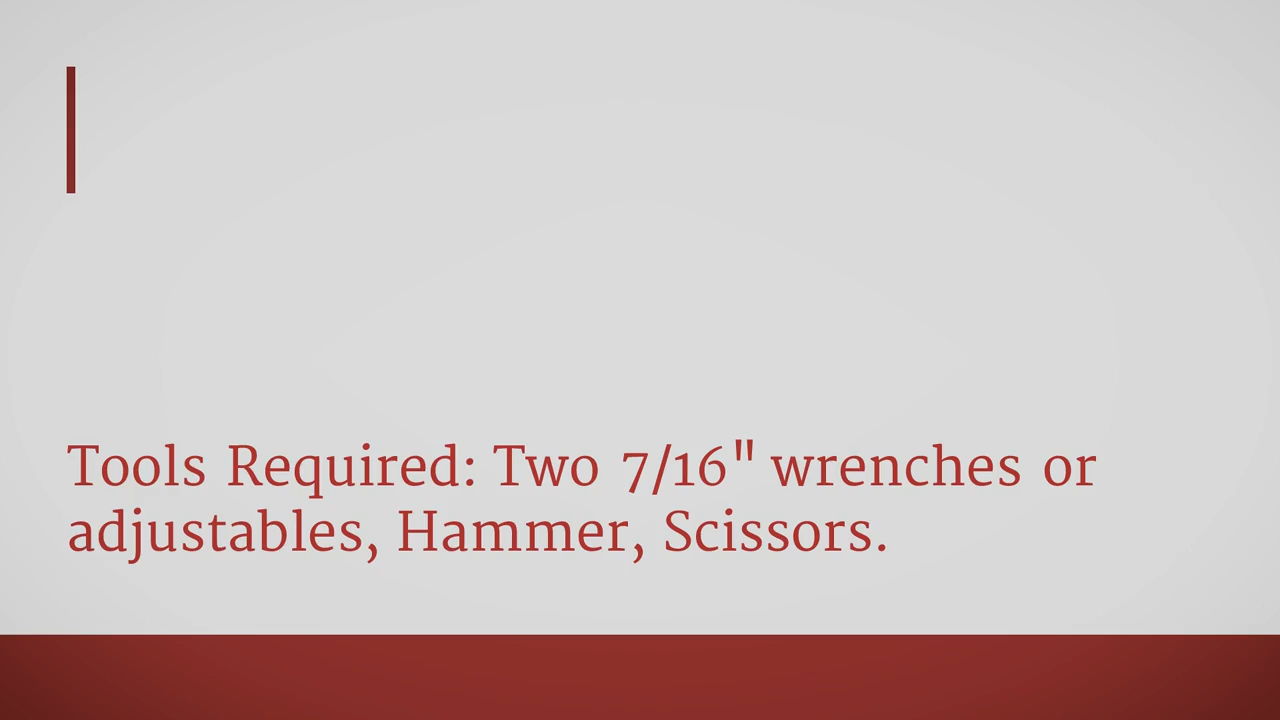 Tools Required: Two 7/16" wrenches or
adjustables, Hammer, Scissors.